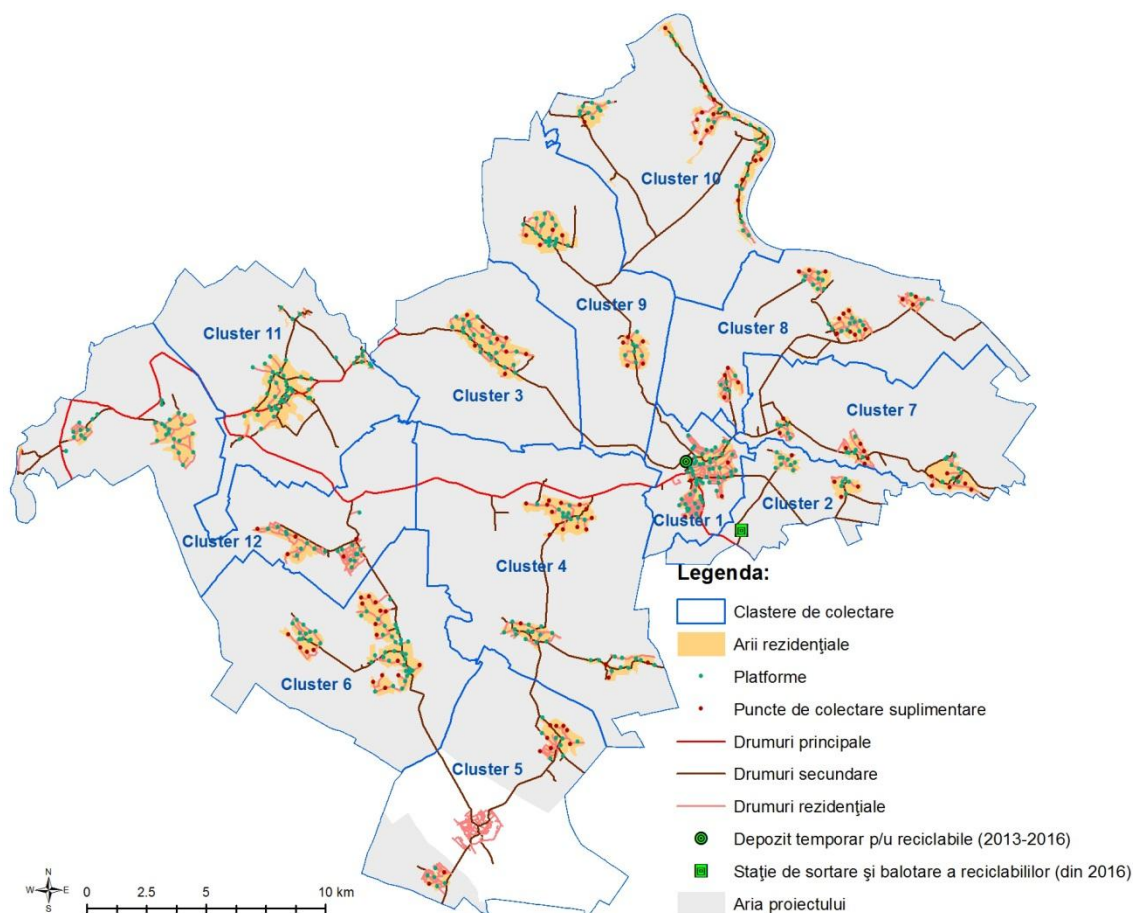 Cluster 10
Cluster 9
Cluster 11
Cluster 8
Cluster 3
Cluster 7
Cluster 2
Cluster 1
Cluster 12
Cluster 4
Cluster 6
Cluster 5
Legenda:
Clastere de colectare
Arii rezidenţiale
Platforme
Puncte de colectare suplimentare
Drumuri principale
Drumuri secundare
Drumuri rezidenţiale
Depozit temporar p/u reciclabile (2013-2016)
Staţie de sortare şi balotare a reciclabililor (din 2016)
Aria proiectului
N
W E
S
0 2.5 5 10 km